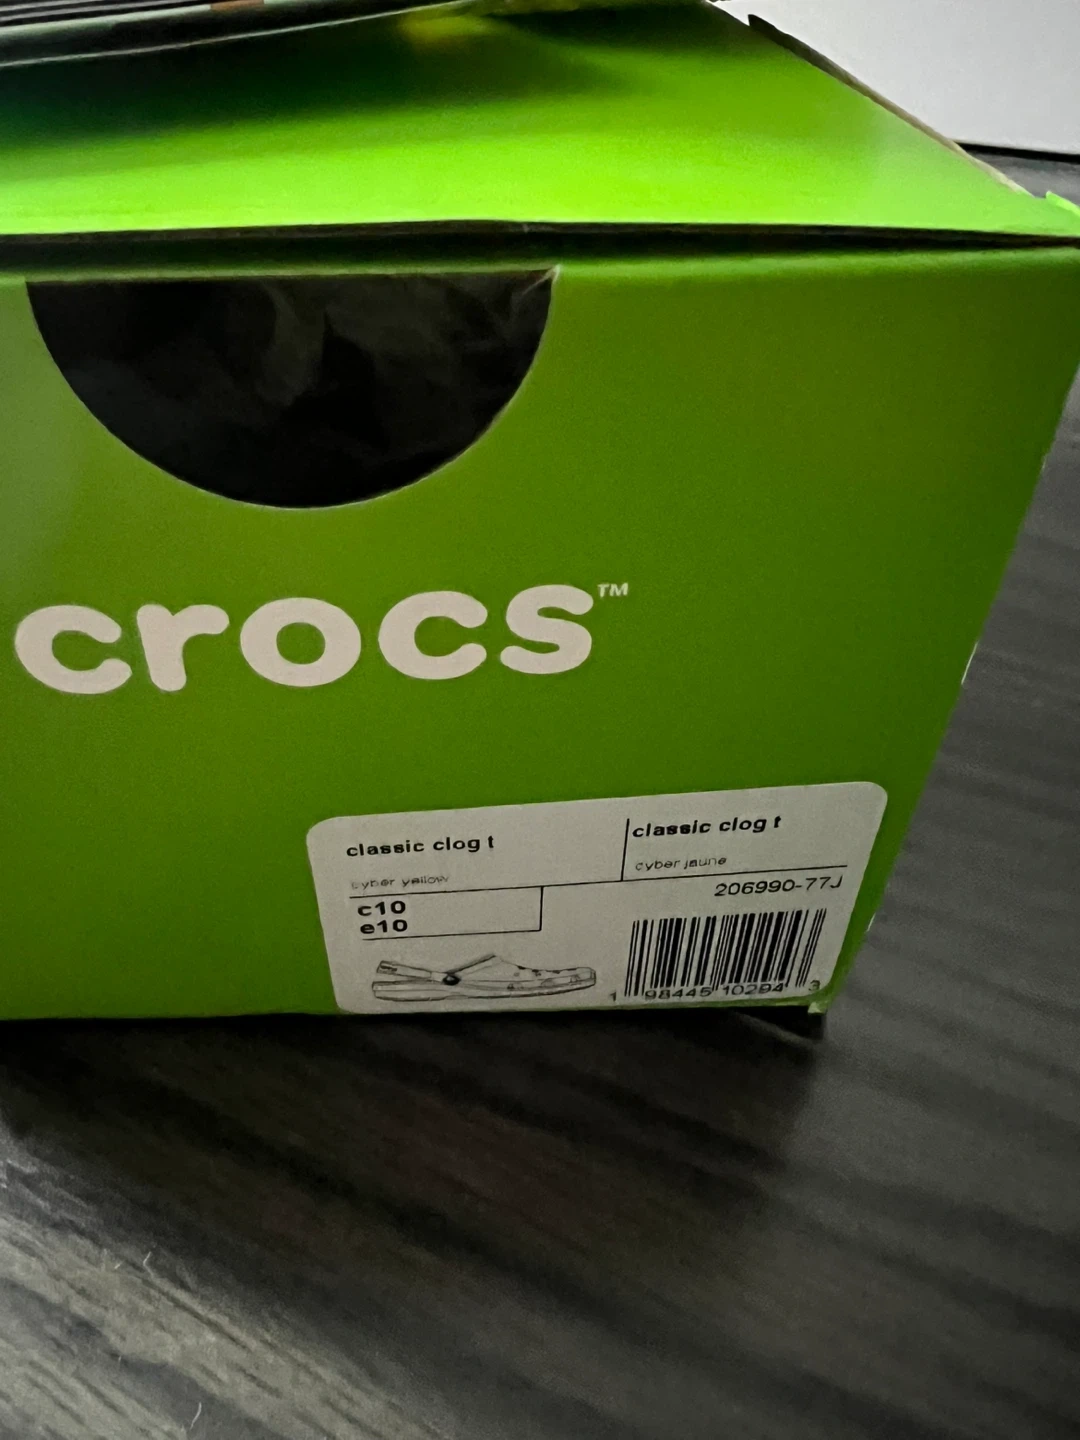 crocs™
classic clog t
cyber yellow
classic clog t
cyber jaune
c10
e10
206990-77J
1 98445 10294 3